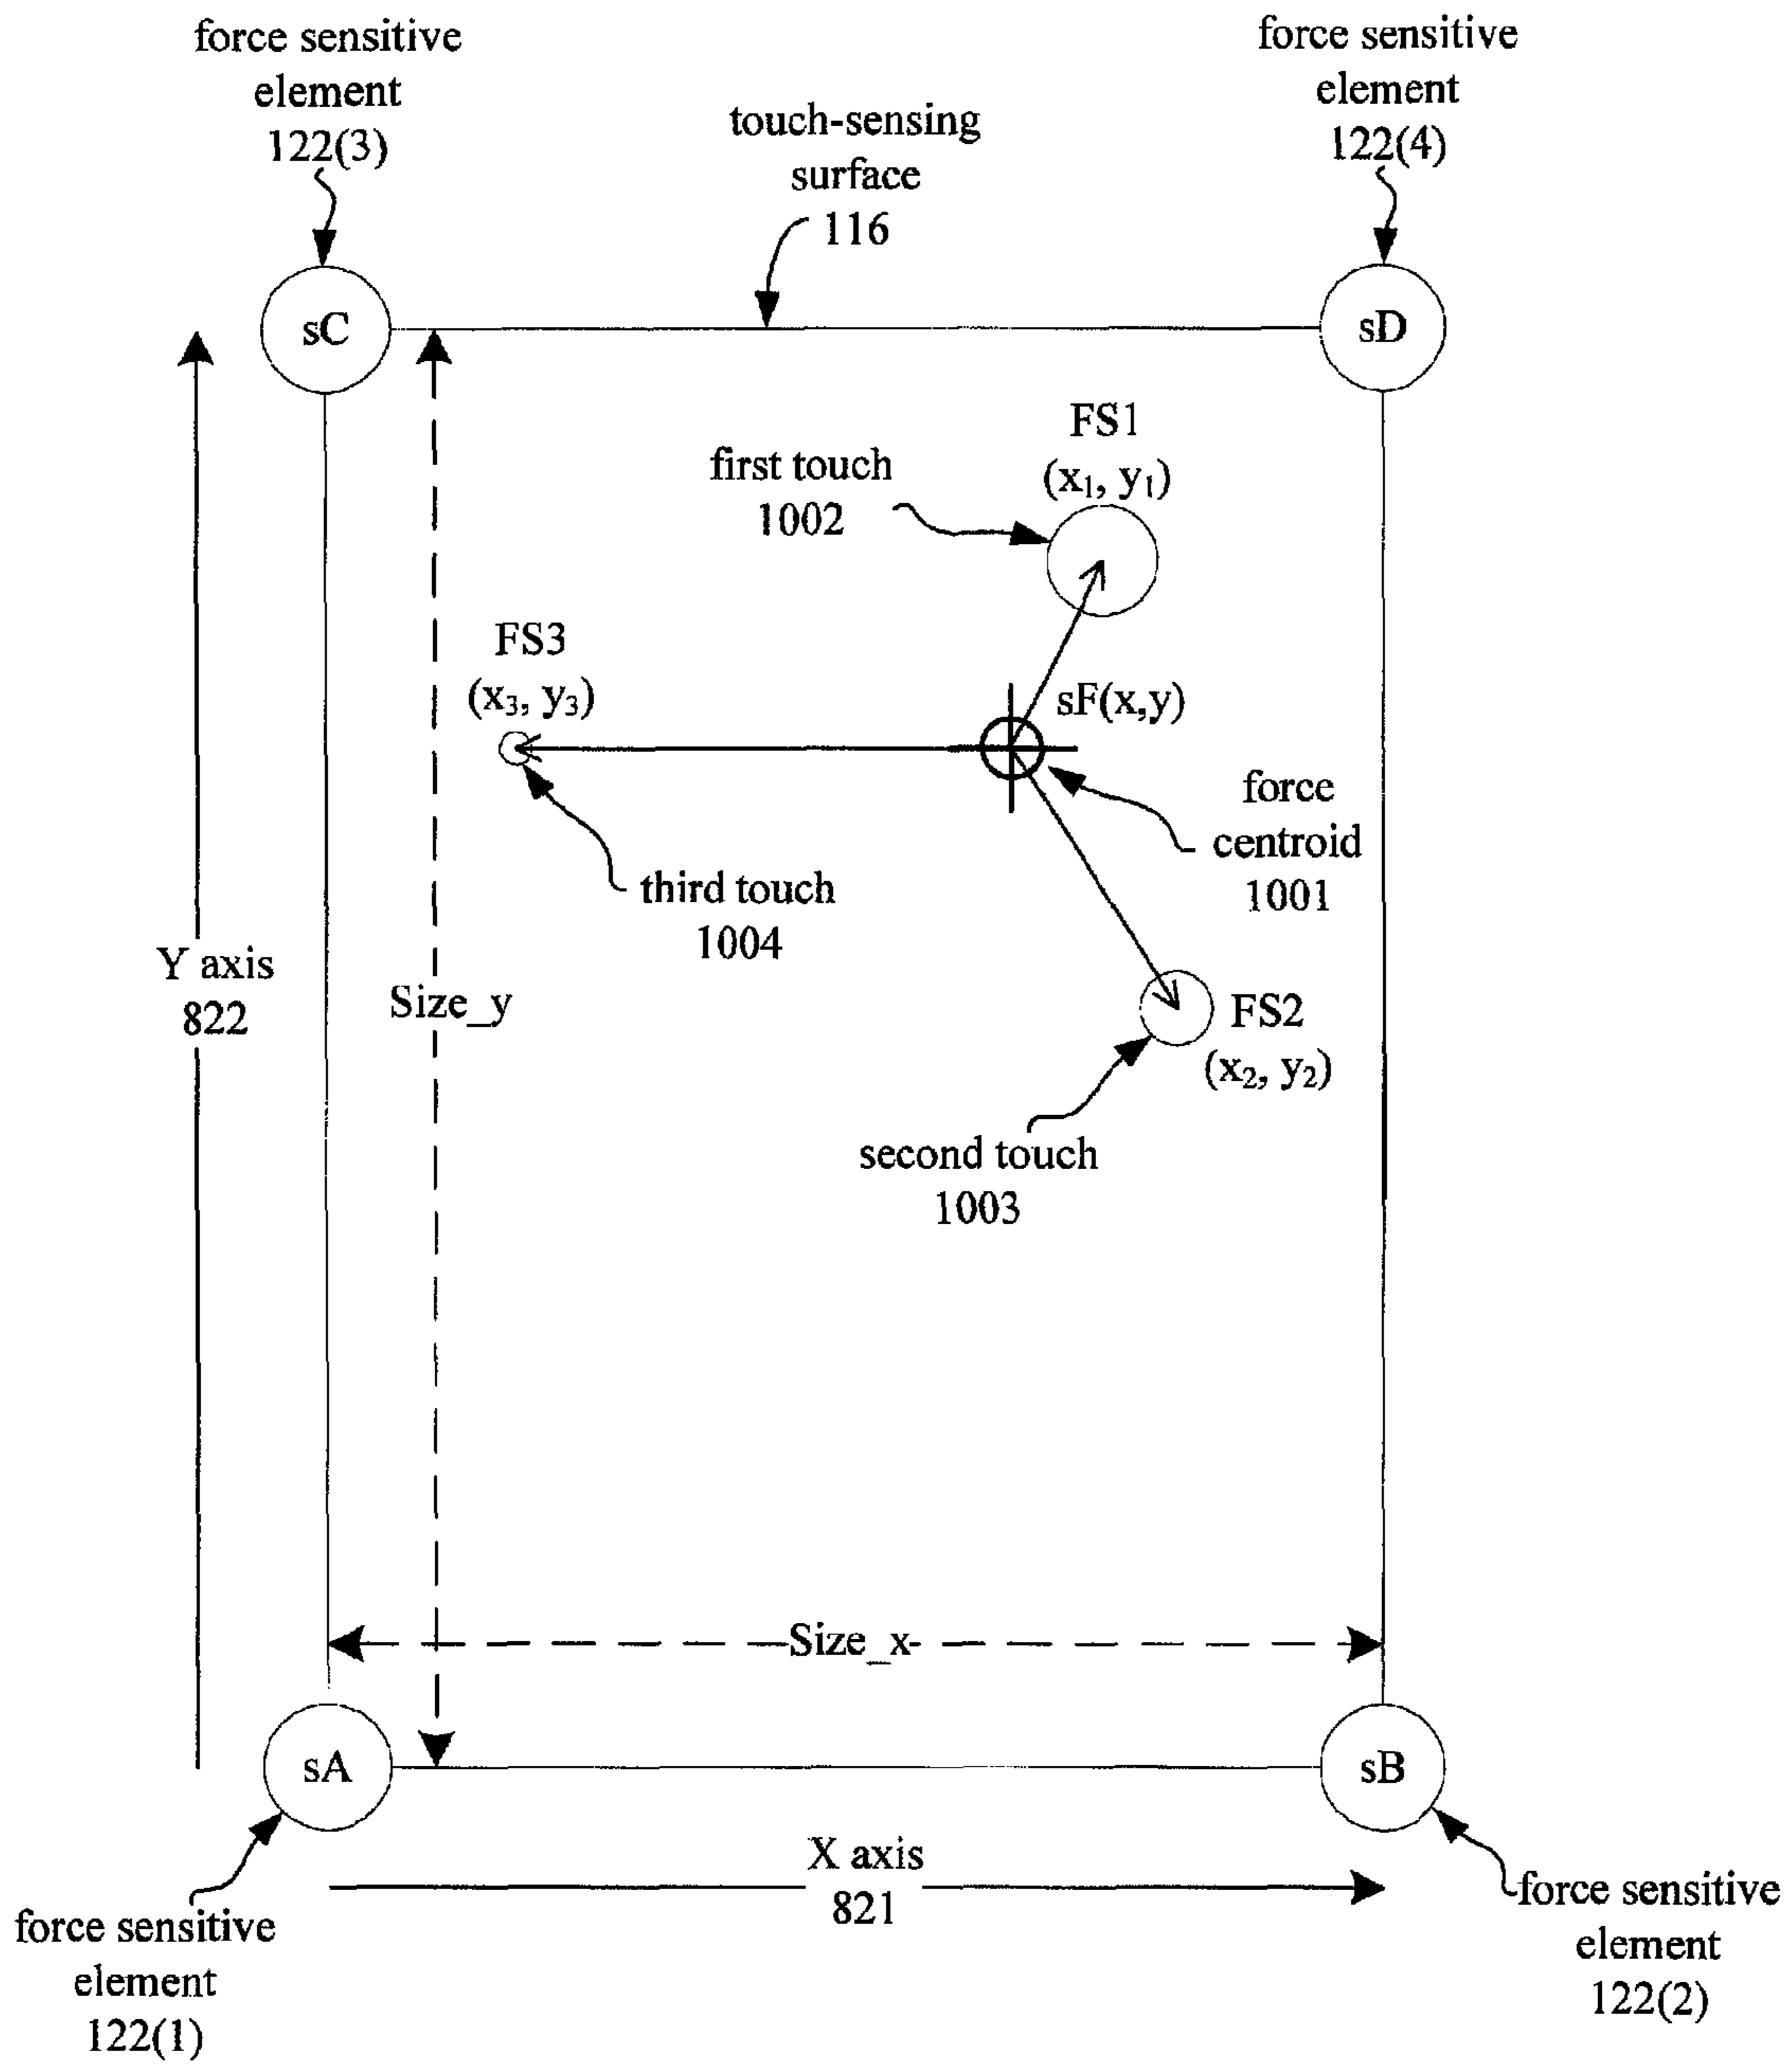 force sensitive
element
122(3)
force sensitive
element
122(4)
touch-sensing
surface
116
sC
sD
FS1
(x₁, y₁)
first touch
1002
FS3
(x₃, y₃)
sF(x,y)
force
centroid
1001
third touch
1004
Y axis
822
Size_y
FS2
(x₂, y₂)
second touch
1003
Size_x
sA
sB
X axis
821
force sensitive
element
122(1)
force sensitive
element
122(2)